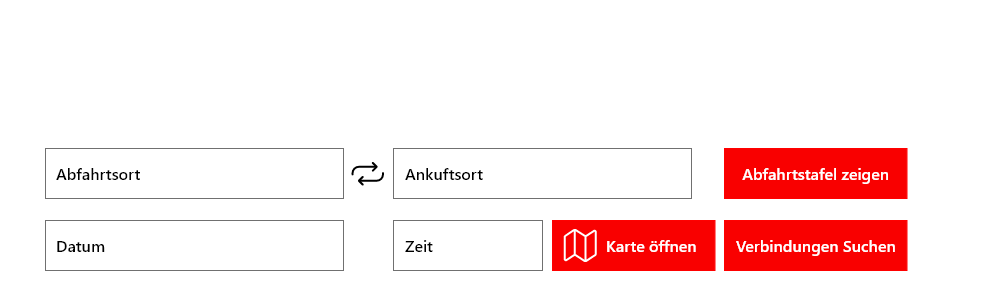 Abfahrtsort
Ankuftsort
Abfahrtstafel zeigen
Datum
Zeit
Karte öffnen
Verbindungen Suchen